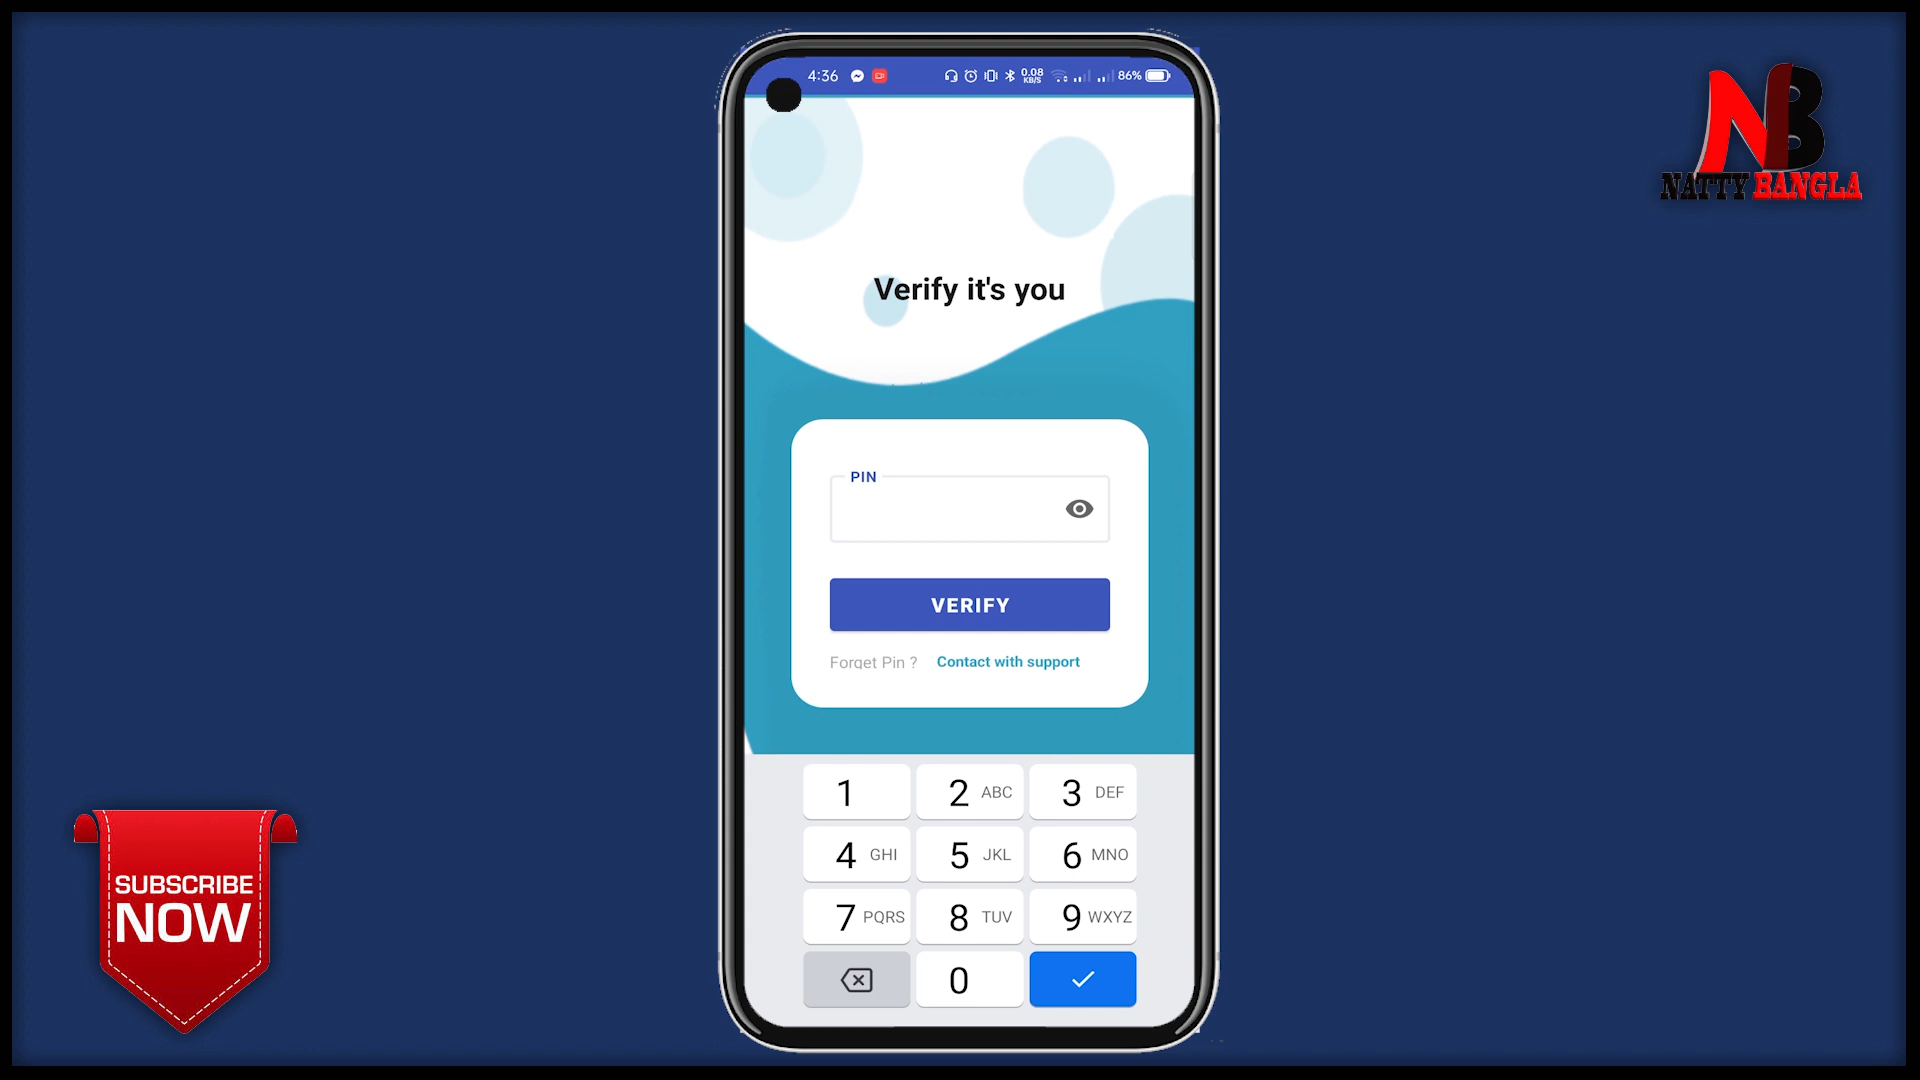 4:36
0.08
KB/S
86%
NB
NATTY BANGLA
Verify it's you
PIN
VERIFY
Forget Pin ? Contact with support
1
2 ABC
3 DEF
4 GHI
5 JKL
6 MNO
7 PQRS
8 TUV
9 WXYZ
0
SUBSCRIBE
NOW